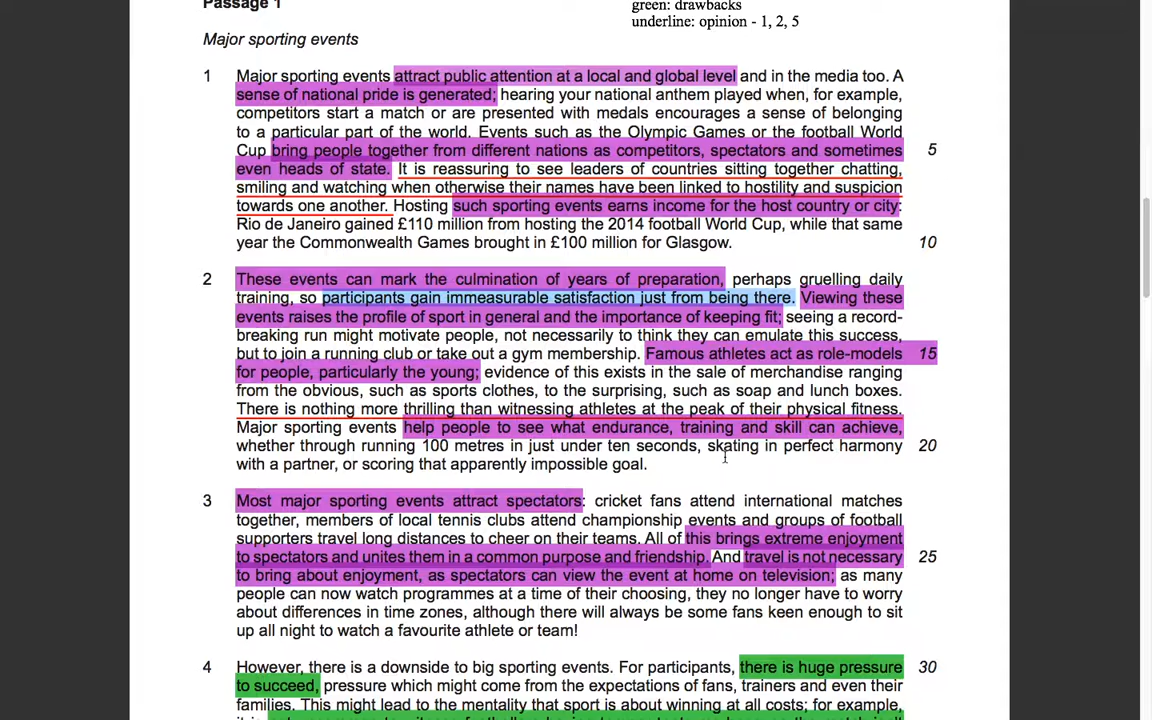 Passage 1
green: drawbacks
underline: opinion - 1, 2, 5
Major sporting events
1 Major sporting events attract public attention at a local and global level and in the media too. A
sense of national pride is generated; hearing your national anthem played when, for example,
competitors start a match or are presented with medals encourages a sense of belonging
to a particular part of the world. Events such as the Olympic Games or the football World
Cup bring people together from different nations as competitors, spectators and sometimes 5
even heads of state. It is reassuring to see leaders of countries sitting together chatting,
smiling and watching when otherwise their names have been linked to hostility and suspicion
towards one another. Hosting such sporting events earns income for the host country or city:
Rio de Janeiro gained £110 million from hosting the 2014 football World Cup, while that same
year the Commonwealth Games brought in £100 million for Glasgow. 10
2 These events can mark the culmination of years of preparation, perhaps gruelling daily
training, so participants gain immeasurable satisfaction just from being there. Viewing these
events raises the profile of sport in general and the importance of keeping fit; seeing a record-
breaking run might motivate people, not necessarily to think they can emulate this success,
but to join a running club or take out a gym membership. Famous athletes act as role-models 15
for people, particularly the young; evidence of this exists in the sale of merchandise ranging
from the obvious, such as sports clothes, to the surprising, such as soap and lunch boxes.
There is nothing more thrilling than witnessing athletes at the peak of their physical fitness.
Major sporting events help people to see what endurance, training and skill can achieve,
whether through running 100 metres in just under ten seconds, skating in perfect harmony 20
with a partner, or scoring that apparently impossible goal.
3 Most major sporting events attract spectators: cricket fans attend international matches
together, members of local tennis clubs attend championship events and groups of football
supporters travel long distances to cheer on their teams. All of this brings extreme enjoyment
to spectators and unites them in a common purpose and friendship. And travel is not necessary 25
to bring about enjoyment, as spectators can view the event at home on television; as many
people can now watch programmes at a time of their choosing, they no longer have to worry
about differences in time zones, although there will always be some fans keen enough to sit
up all night to watch a favourite athlete or team!
4 However, there is a downside to big sporting events. For participants, there is huge pressure 30
to succeed, pressure which might come from the expectations of fans, trainers and even their
families. This might lead to the mentality that sport is about winning at all costs; for example,